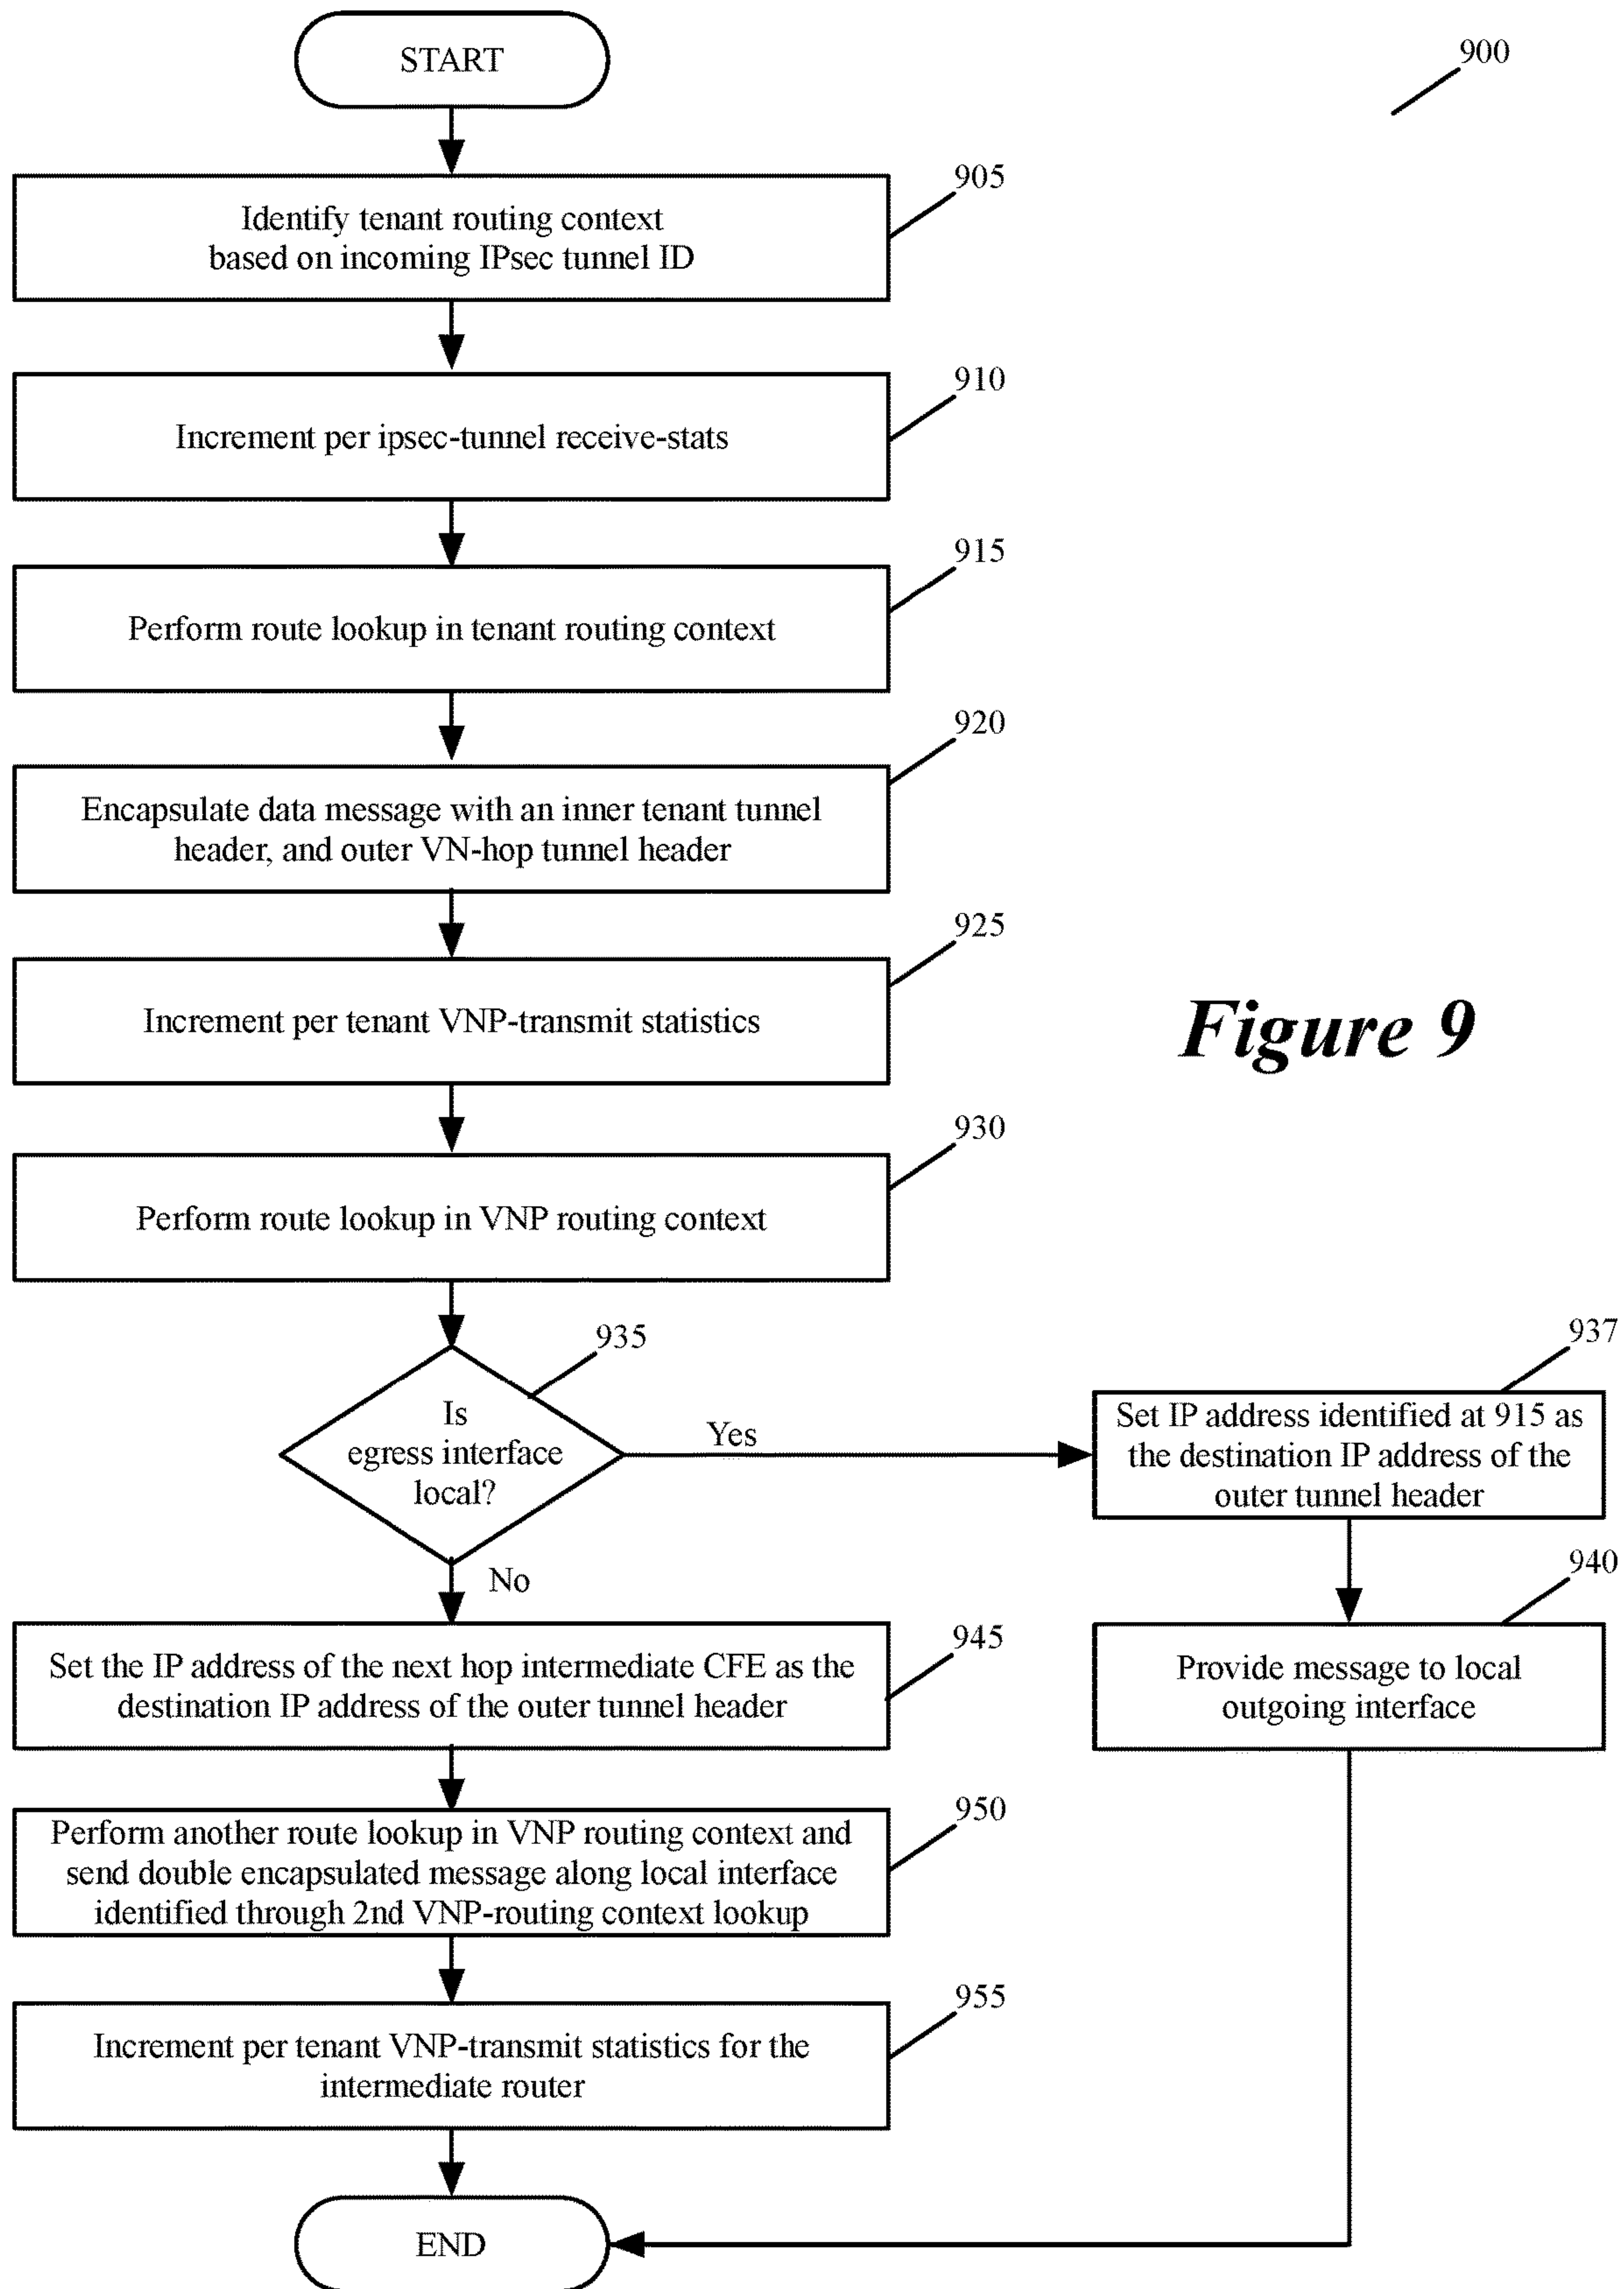 START
900
905
Identify tenant routing context
based on incoming IPsec tunnel ID
910
Increment per ipsec-tunnel receive-stats
915
Perform route lookup in tenant routing context
920
Encapsulate data message with an inner tenant tunnel
header, and outer VN-hop tunnel header
925
Increment per tenant VNP-transmit statistics
Figure 9
930
Perform route lookup in VNP routing context
935
Is
egress interface
local?
Yes
937
Set IP address identified at 915 as
the destination IP address of the
outer tunnel header
No
940
Provide message to local
outgoing interface
945
Set the IP address of the next hop intermediate CFE as the
destination IP address of the outer tunnel header
950
Perform another route lookup in VNP routing context and
send double encapsulated message along local interface
identified through 2nd VNP-routing context lookup
955
Increment per tenant VNP-transmit statistics for the
intermediate router
END